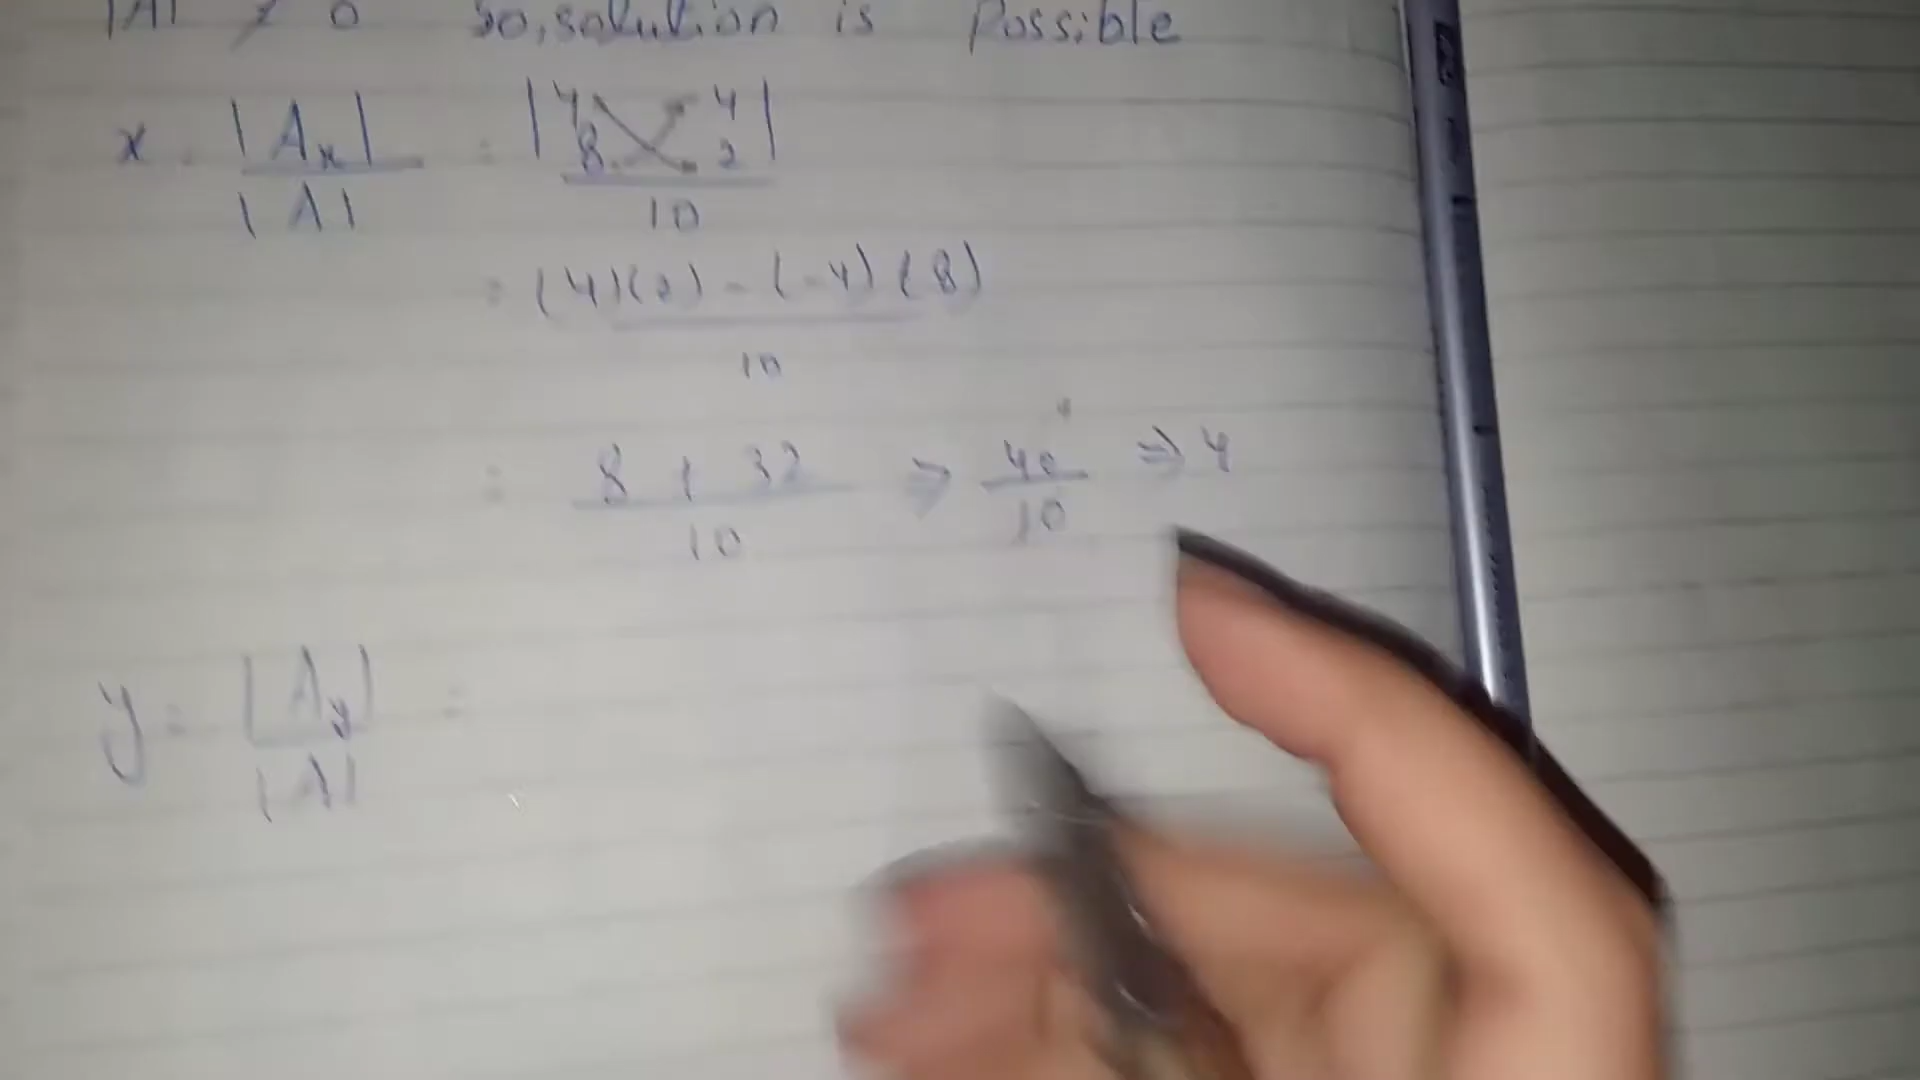 |A| ≠ 0 So, solution is Possible
x = |Ax| / |A| = |4 4 8 2| / 10
= (4)(2) - (-4)(8) / 10
= 8 + 32 / 10 ⇒ 40 / 10 ⇒ 4
y = |Ay| / |A| =